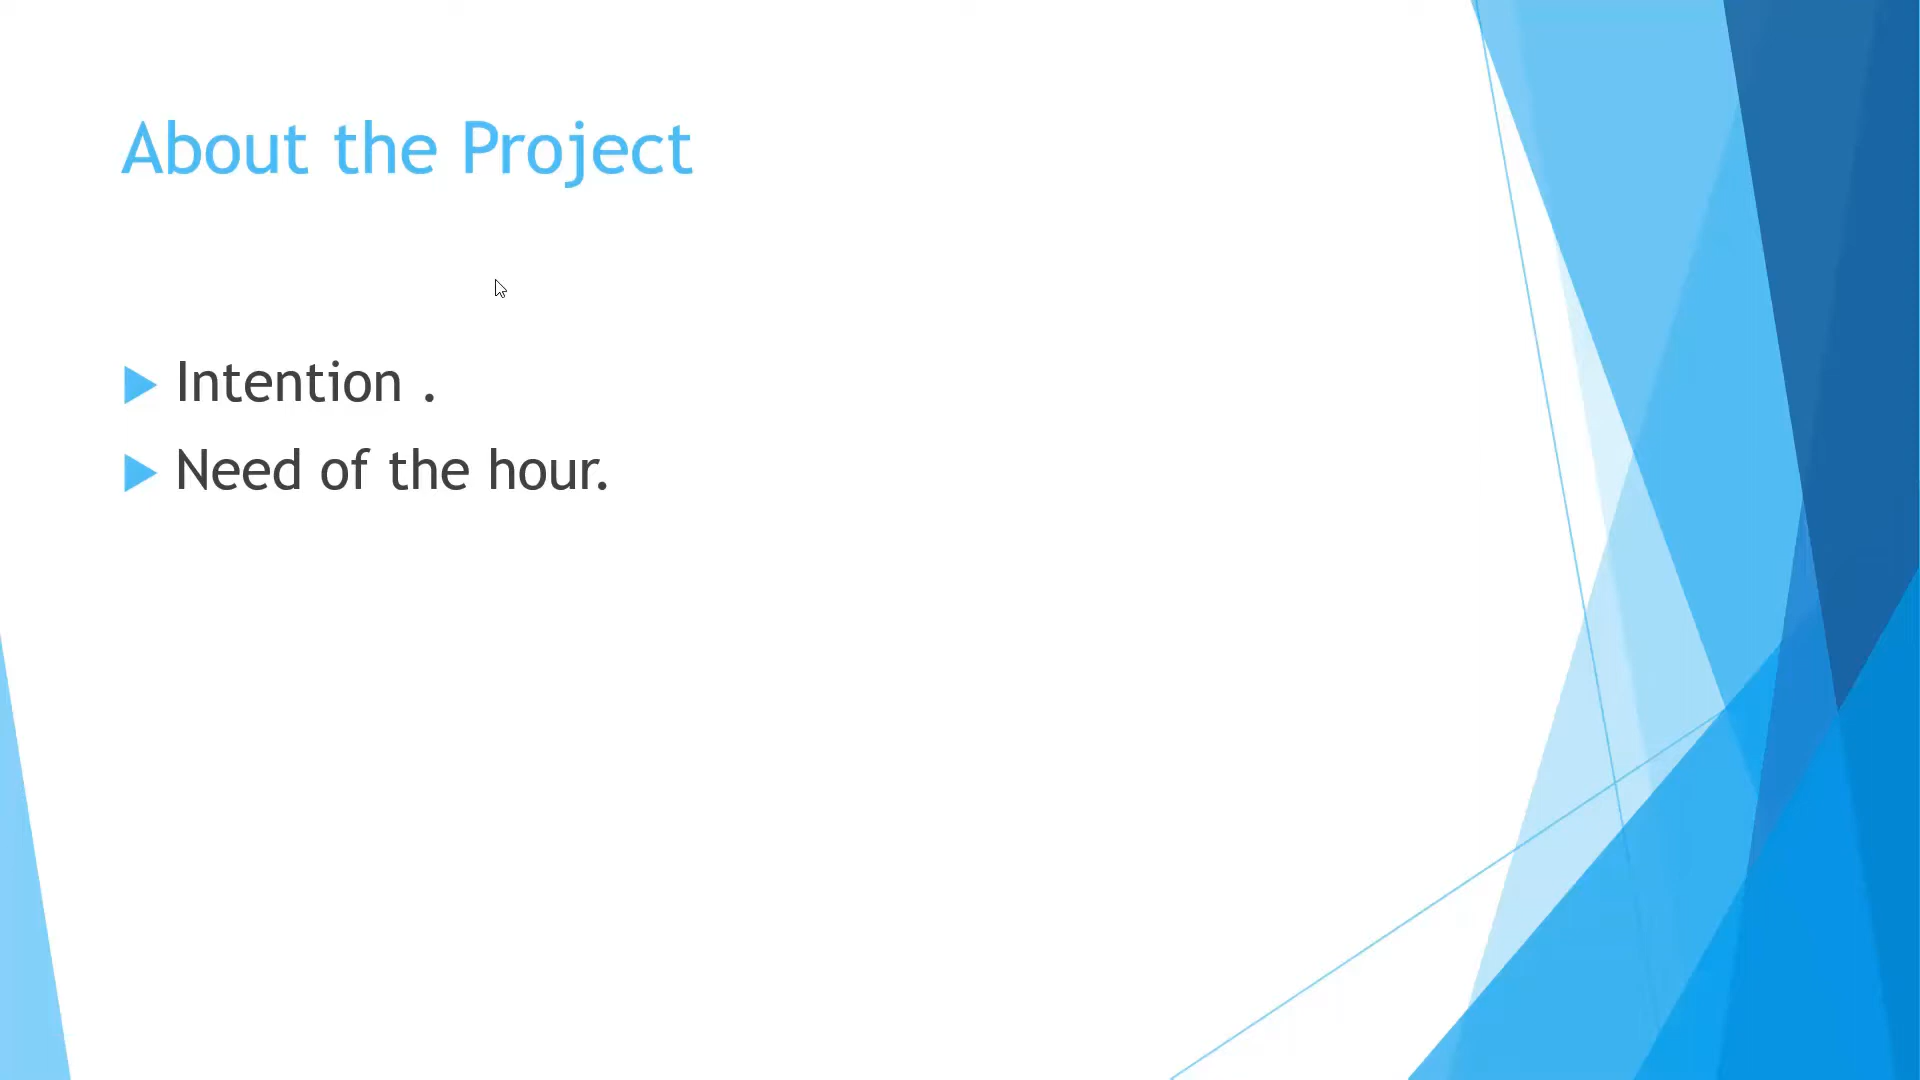 About the Project
Intention .
Need of the hour.